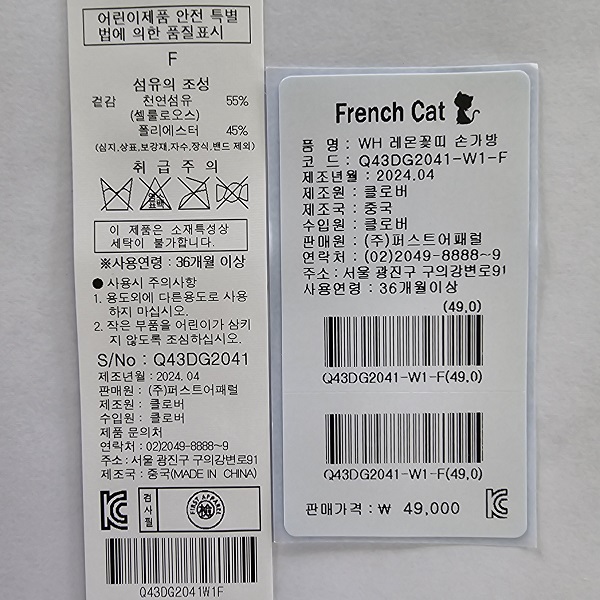 어린이제품 안전 특별
법에 의한 품질표시
F
섬유의 조성
겉감 천연섬유 55%
(셀룰로오스)
폴리에스터 45%
(심지,상표,보강재,자수,장식,밴드 제외)
취급주의
염소
표백
이 제품은 소재특성상
세탁이 불가합니다.
※사용연령 : 36개월 이상
● 사용시 주의사항
1. 용도외에 다른용도로 사용
하지 마십시오.
2. 작은 부품을 어린이가 삼키
지 않도록 조심하십시오.
S/No : Q43DG2041
제조년월 : 2024.04
판매원 : (주)퍼스트어패럴
제조원 : 클로버
수입원 : 클로버
제품 문의처
연락처 : 02)2049-8888~9
주소 : 서울 광진구 구의강변로91
제조국 : 중국(MADE IN CHINA)
검사필
FIRST APPAREL
檢
Q43DG2041W1F
French Cat
품 명 : WH 레몬꽃띠 손가방
코 드 : Q43DG2041-W1-F
제조년월 : 2024.04
제조원 : 클로버
제조국 : 중국
수입원 : 클로버
판매원 : (주)퍼스트어패럴
연락처 : (02)2049-8888~9
주소: 서울 광진구 구의강변로91
사용연령 : 36개월이상
(49.0)
Q43DG2041-W1-F(49.0)
Q43DG2041-W1-F(49.0)
판매가격 : ₩ 49,000